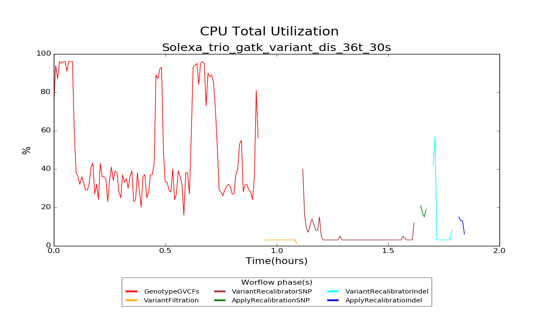 CPU Total Utilization
Solexa_trio_gatk_variant_dis_36t_30s
100
80
60
40
20
0
%
0.0 0.5 1.0 1.5 2.0
Time(hours)
Worflow phase(s)
GenotypeGVCFs VariantRecalibratorSNP VariantRecalibratorIndel
VariantFiltration ApplyRecalibrationSNP ApplyRecalibratioIndel